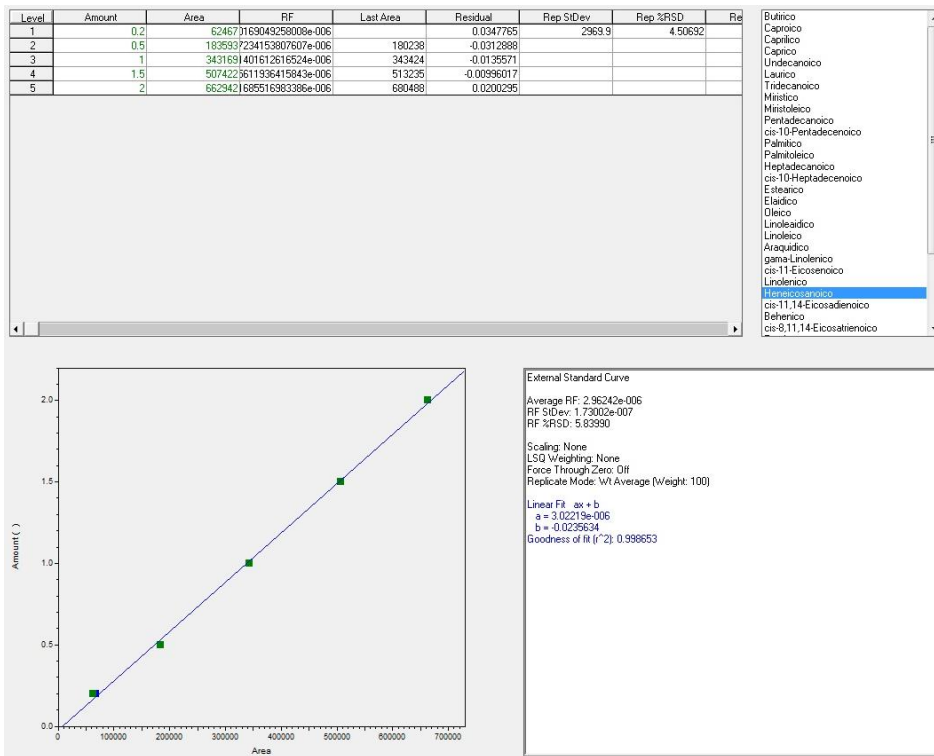 Level Amount Area RF Last Area Residual Rep StDev Rep %RSD Re
1 0.2 62467 0169049258008e-006 0.0347765 2969.9 4.50692
2 0.5 183593 7234153807607e-006 180238 -0.0312888
3 1 343169 1401612616524e-006 343424 -0.0135571
4 1.5 507422 5611936415843e-006 513235 -0.00996017
5 2 662942 1685516983386e-006 680488 0.0200295
Butirico
Caproico
Caprilico
Caprico
Undecanoico
Laurico
Tridecanoico
Miristico
Miristoleico
Pentadecanoico
cis-10-Pentadecenoico
Palmitico
Palmitoleico
Heptadecanoico
cis-10-Heptadecenoico
Estearico
Elaidico
Oleico
Linoleaidico
Linoleico
Araquidico
gama-Linolenico
cis-11-Eicosenoico
Linolenico
Heneicosanoico
cis-11,14-Eicosadienoico
Behenico
cis-8,11,14-Eicosatrienoico
Amount ( )
2.0
1.5
1.0
0.5
0.0
0 100000 200000 300000 400000 500000 600000 700000
Area
External Standard Curve
Average RF: 2.96242e-006
RF StDev: 1.73002e-007
RF %RSD: 5.83990
Scaling: None
LSQ Weighting: None
Force Through Zero: Off
Replicate Mode: Wt Average (Weight: 100)
Linear Fit ax + b
a = 3.02219e-006
b = -0.0235634
Goodness of fit (r^2): 0.998653